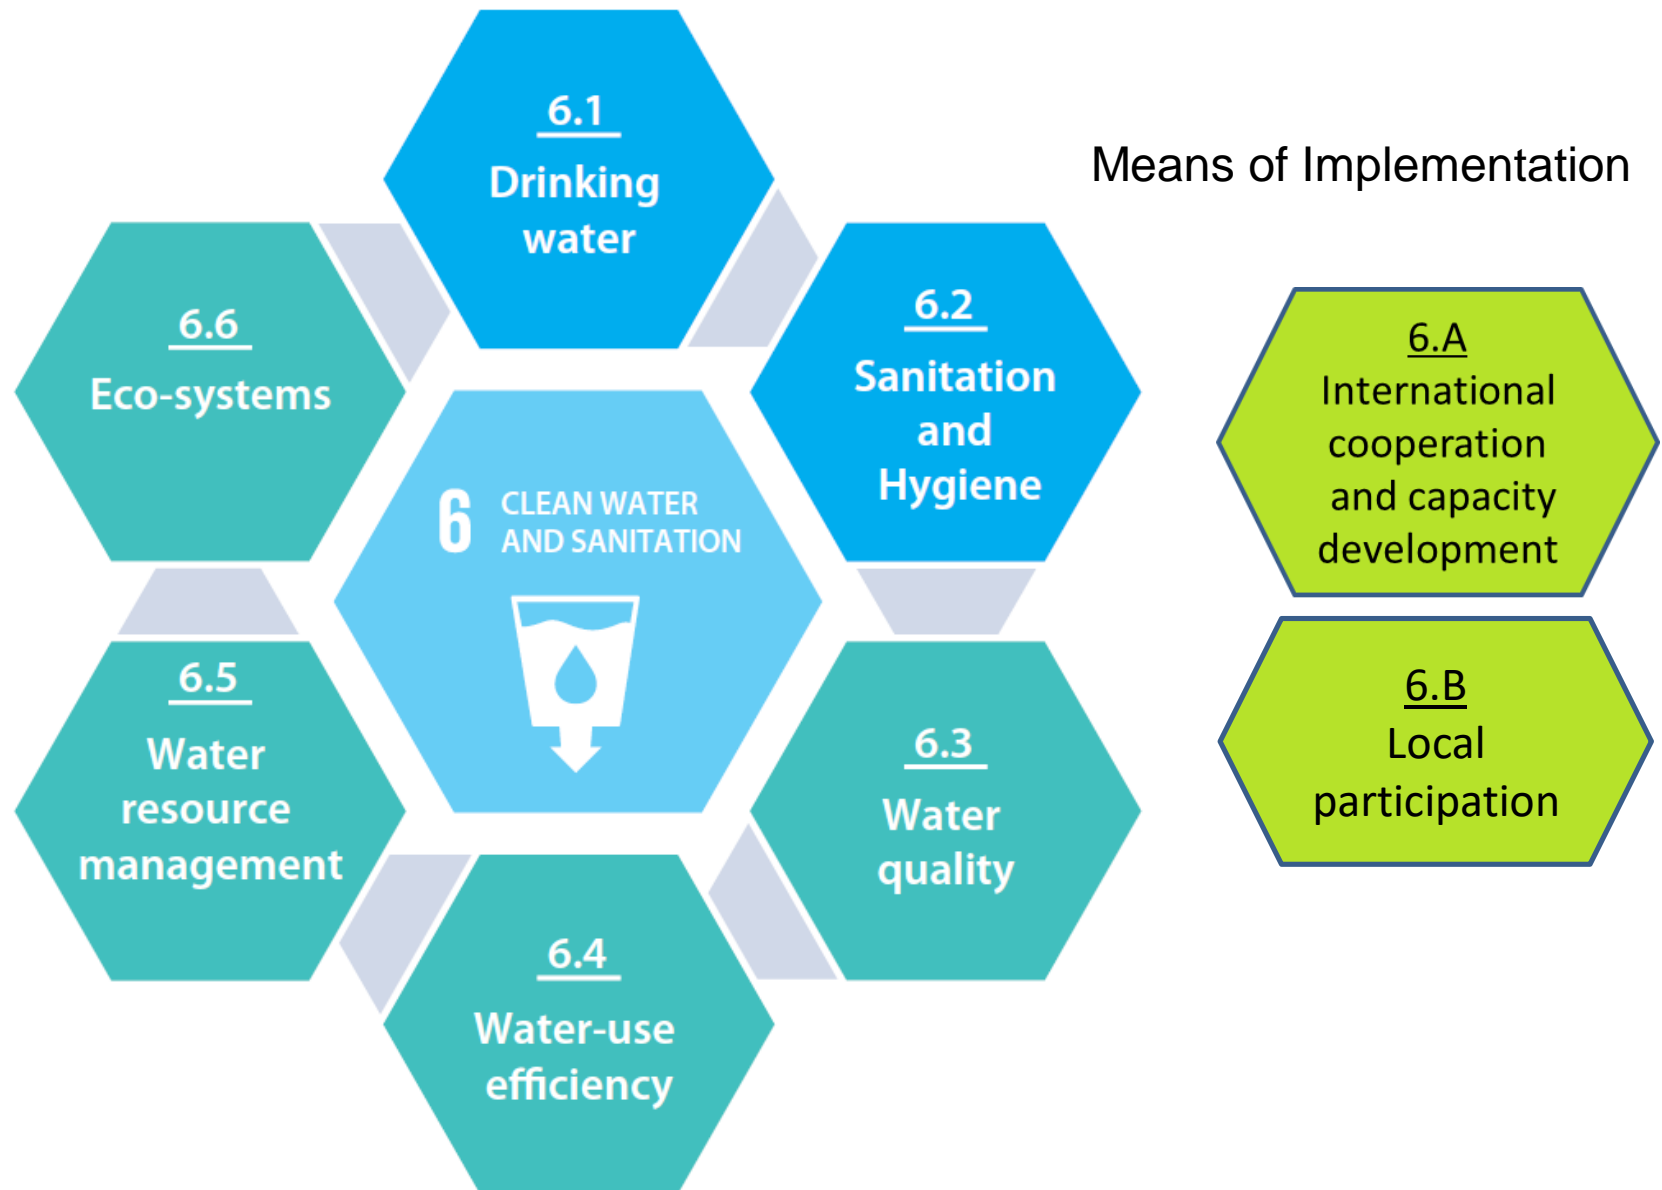 6.1
Drinking
water
Means of Implementation
6.2
Sanitation
and
Hygiene
6.6
Eco-systems
6 CLEAN WATER
AND SANITATION
6.3
Water
quality
6.5
Water
resource
management
6.4
Water-use
efficiency
6.A
International
cooperation
and capacity
development
6.B
Local
participation